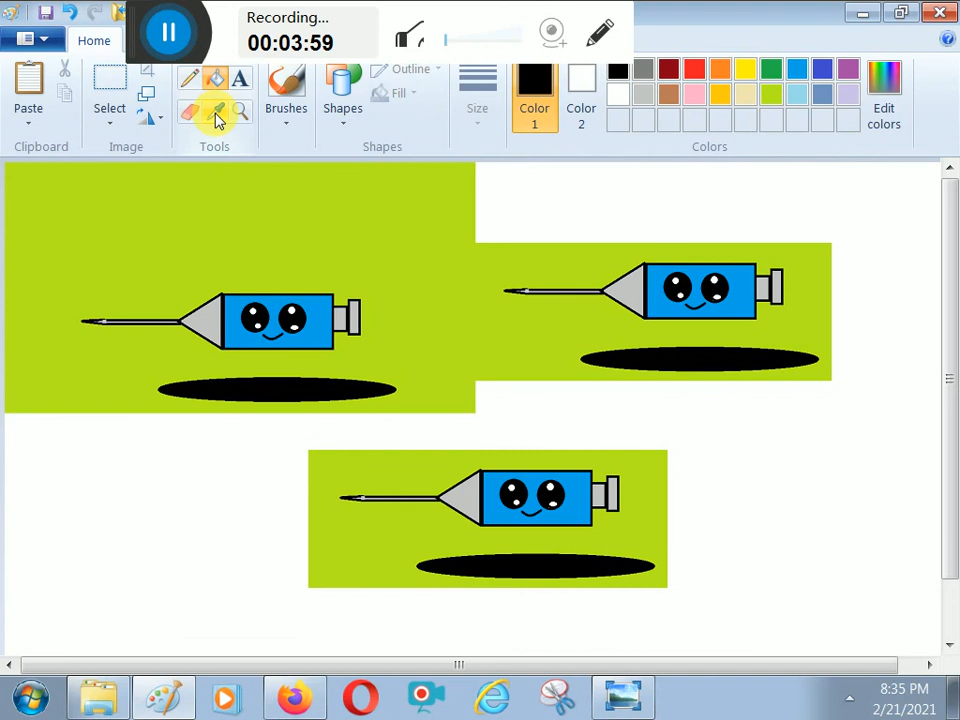 Recording...
00:03:59
Home
Paste
Select
A
Brushes
Shapes
Outline
Fill
Size
Color
1
Color
2
Edit
colors
Clipboard
Image
Tools
Shapes
Colors
8:35 PM
2/21/2021